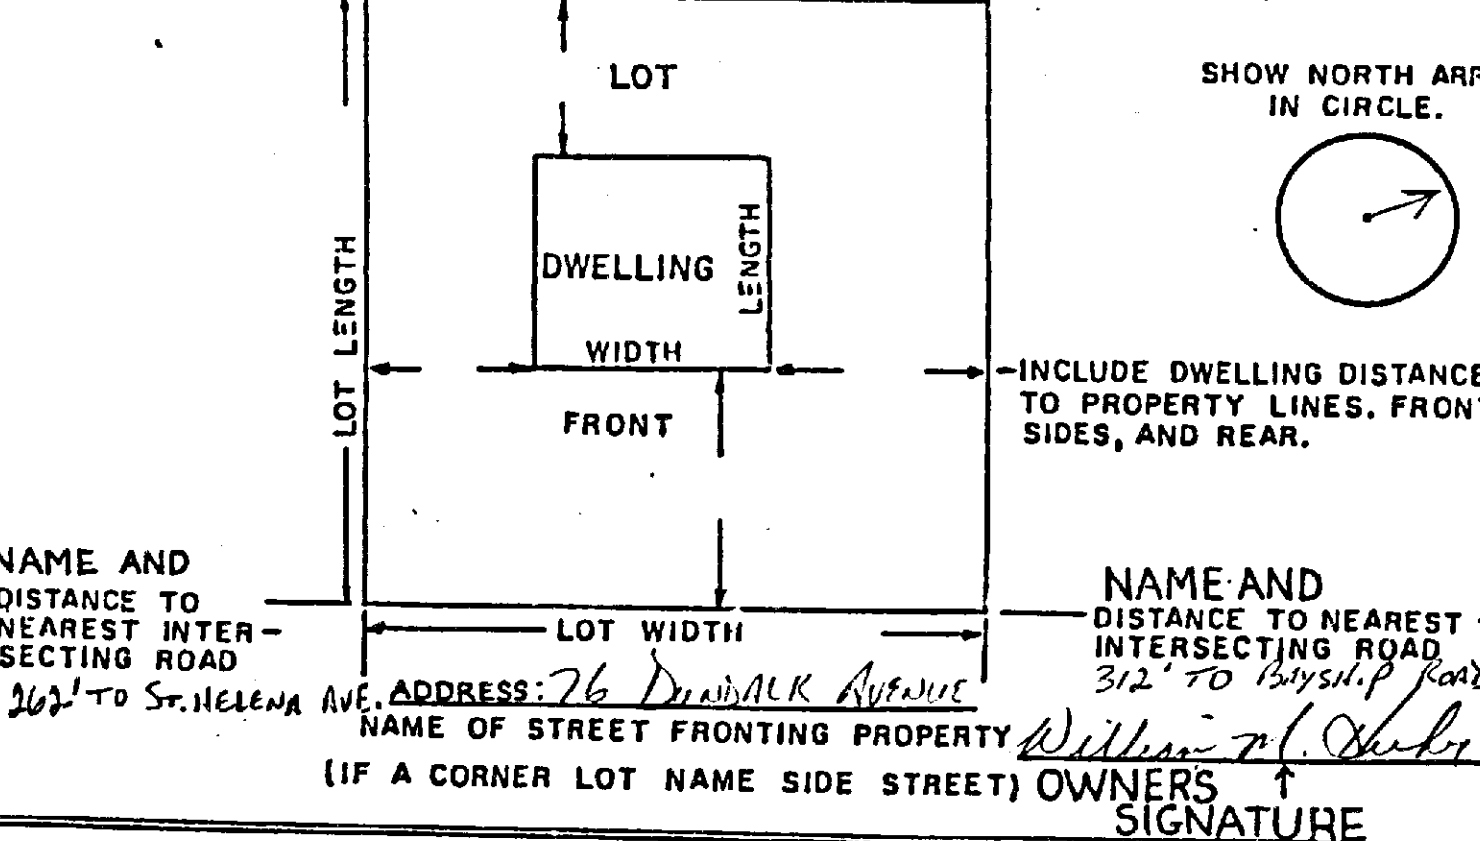 LOT
SHOW NORTH ARR
IN CIRCLE.
LOT LENGTH
DWELLING
LENGTH
WIDTH
FRONT
INCLUDE DWELLING DISTANCE
TO PROPERTY LINES. FRONT
SIDES, AND REAR.
NAME AND
DISTANCE TO
NEAREST INTER-
SECTING ROAD
262' TO ST. HELENA AVE.
LOT WIDTH
NAME AND
DISTANCE TO NEAREST
INTERSECTING ROAD
312' TO BAYSHIP ROAD
ADDRESS: 76 DUNDALK AVENUE
NAME OF STREET FRONTING PROPERTY
(IF A CORNER LOT NAME SIDE STREET)
William M.
OWNERS
SIGNATURE